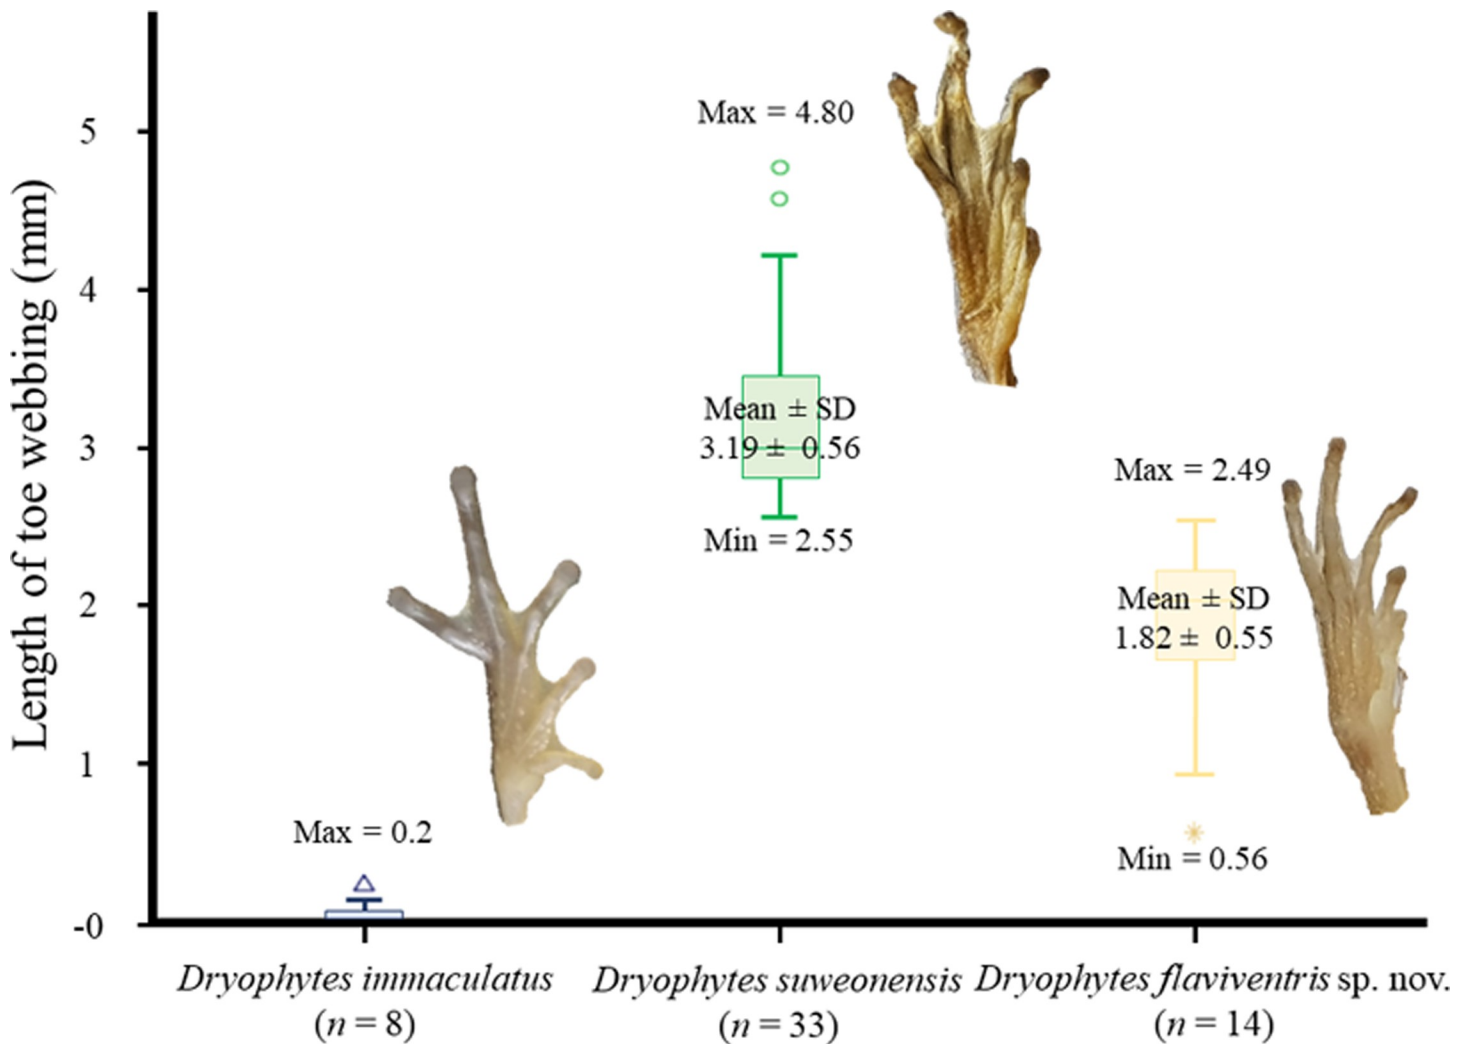 Length of toe webbing (mm)
5
4
3
2
1
-0
Max = 0.2
Max = 4.80
Mean ± SD
3.19 ± 0.56
Min = 2.55
Max = 2.49
Mean ± SD
1.82 ± 0.55
Min = 0.56
Dryophytes immaculatus
(n = 8)
Dryophytes suweonensis
(n = 33)
Dryophytes flaviventris sp. nov.
(n = 14)